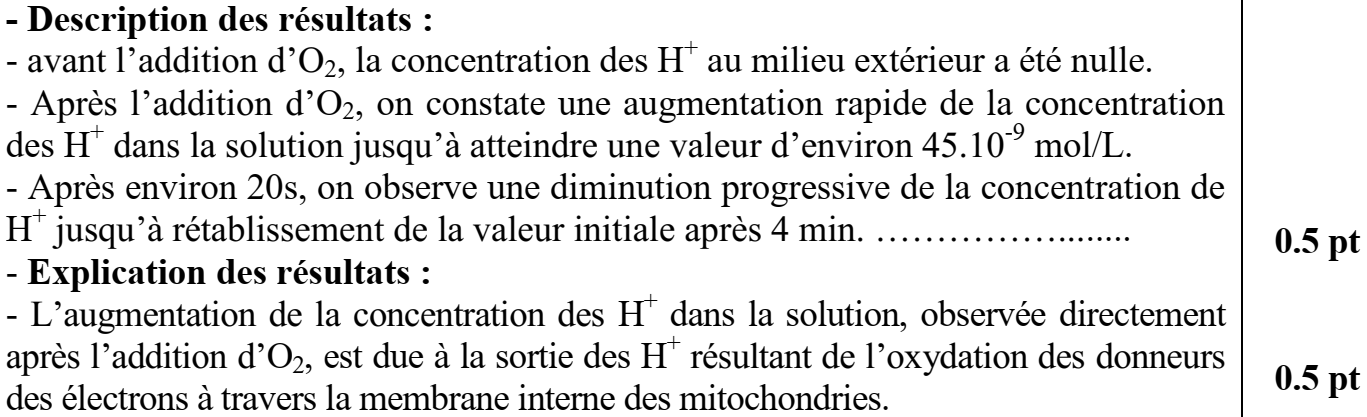 - Description des résultats :
- avant l’addition d’O₂, la concentration des H⁺ au milieu extérieur a été nulle.
- Après l’addition d’O₂, on constate une augmentation rapide de la concentration
des H⁺ dans la solution jusqu’à atteindre une valeur d’environ 45.10⁻⁹ mol/L.
- Après environ 20s, on observe une diminution progressive de la concentration de
H⁺ jusqu’à rétablissement de la valeur initiale après 4 min. ………………........ 0.5 pt
- Explication des résultats :
- L’augmentation de la concentration des H⁺ dans la solution, observée directement
après l’addition d’O₂, est due à la sortie des H⁺ résultant de l’oxydation des donneurs 0.5 pt
des électrons à travers la membrane interne des mitochondries.